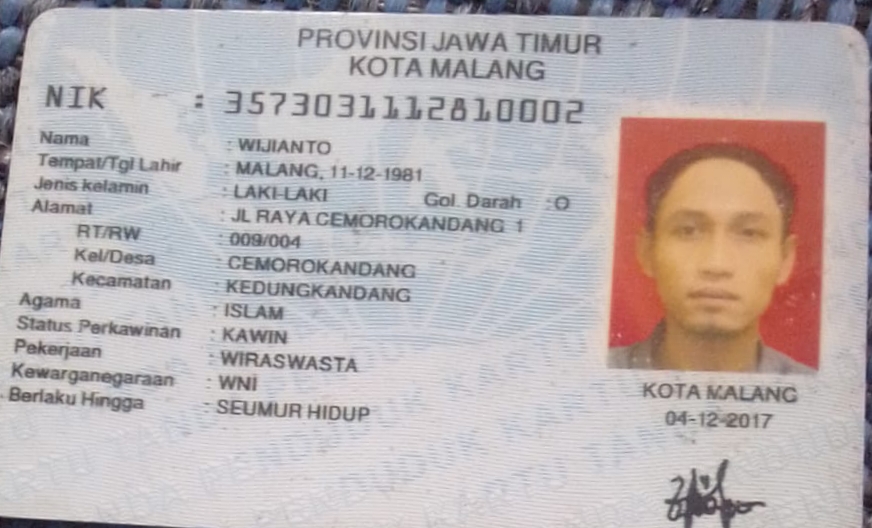 PROVINSI JAWA TIMUR
KOTA MALANG
NIK : 3573031112810002
Nama : WIJIANTO
Tempat/Tgl Lahir : MALANG, 11-12-1981
Jenis kelamin : LAKI-LAKI Gol. Darah : O
Alamat : JL RAYA CEMOROKANDANG 1
RT/RW : 009/004
Kel/Desa : CEMOROKANDANG
Kecamatan : KEDUNGKANDANG
Agama : ISLAM
Status Perkawinan : KAWIN
Pekerjaan : WIRASWASTA
Kewarganegaraan : WNI
Berlaku Hingga : SEUMUR HIDUP
KOTA MALANG
04-12-2017